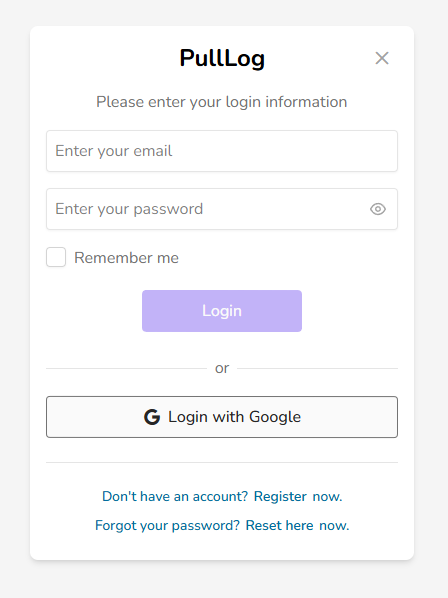 PullLog
Please enter your login information
Enter your email
Enter your password
Remember me
Login
or
Login with Google
Don't have an account? Register now.
Forgot your password? Reset here now.